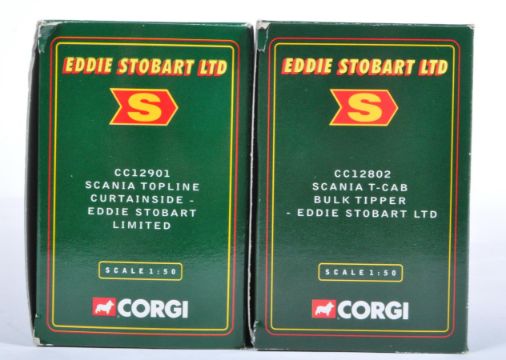 EDDIE STOBART LTD
S
CC12901
SCANIA TOPLINE
CURTAINSIDE -
EDDIE STOBART
LIMITED
SCALE 1:50
CORGI
EDDIE STOBART LTD
S
CC12802
SCANIA T-CAB
BULK TIPPER
- EDDIE STOBART LTD
SCALE 1:50
CORGI